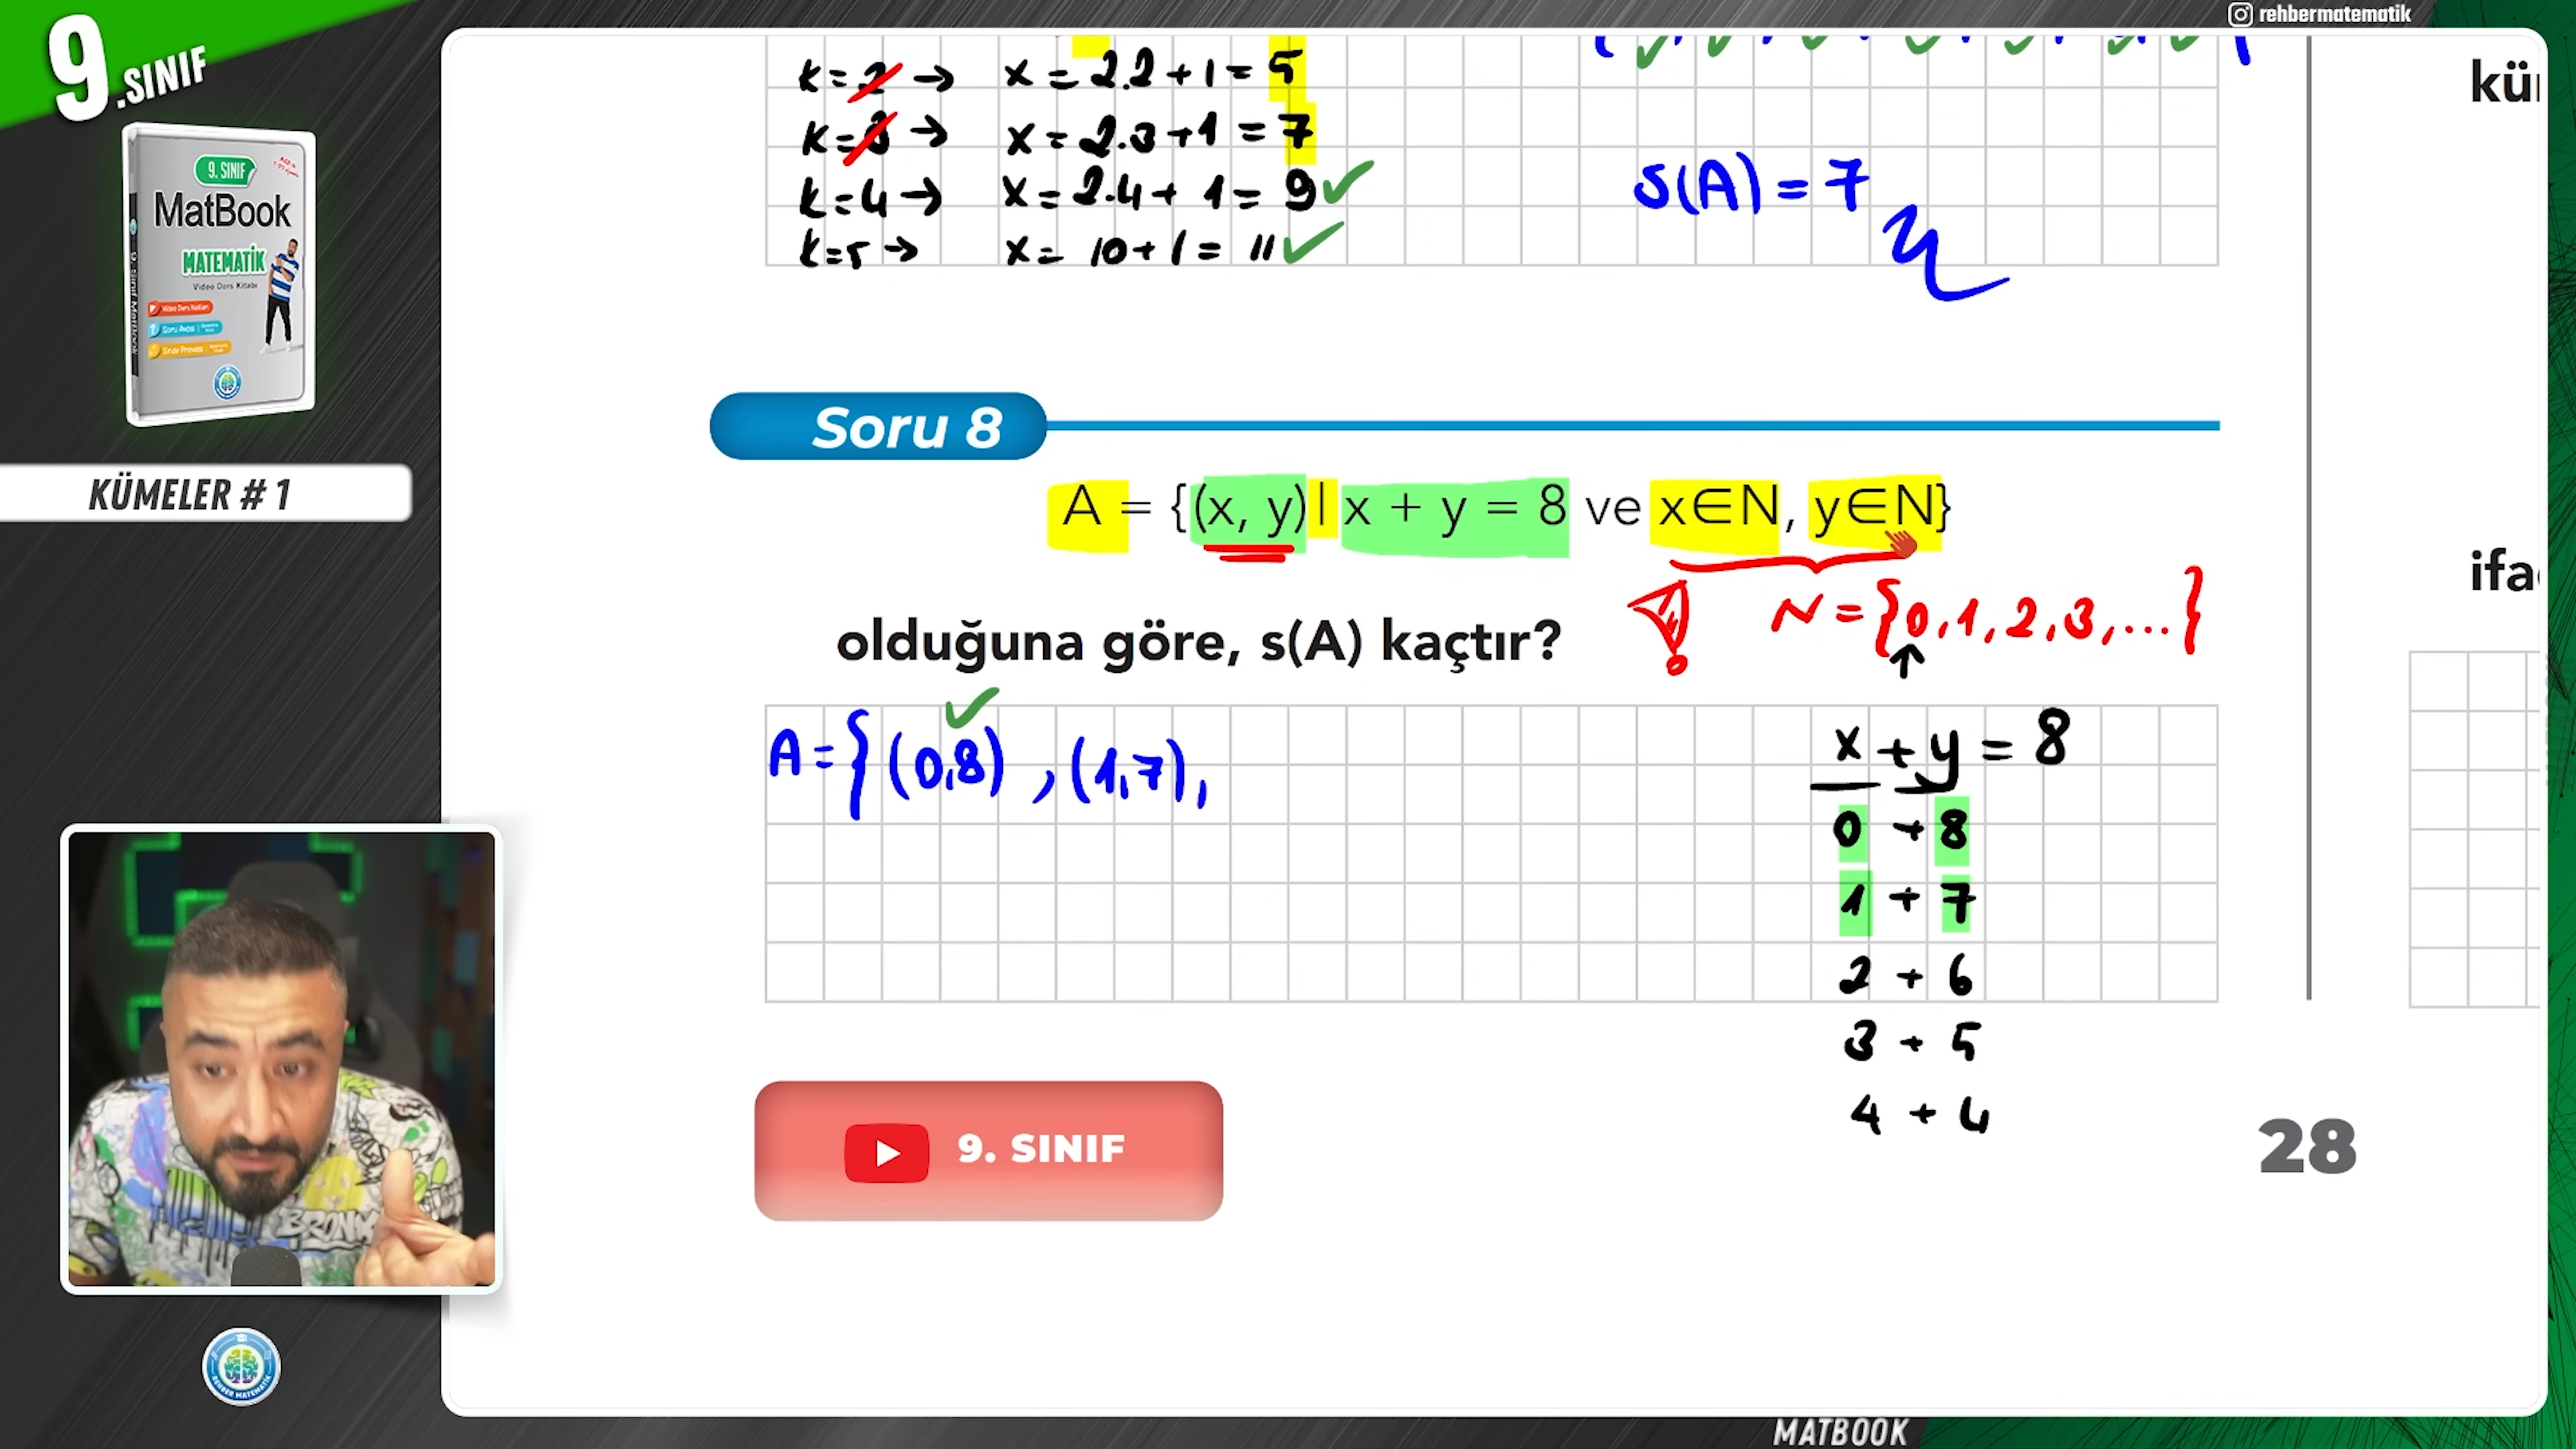 rehbermatematik
9.SINIF
9. SINIF
MatBook
MATEMATİK
Video Ders Kitabı
KÜMELER # 1
k=2 → x = 2.2+1 = 5
k=3 → x = 2.3+1 = 7
k=4 → x = 2.4+1 = 9 ✓
k=5 → x = 10+1 = 11 ✓
s(A) = 7
Soru 8
A = {(x, y)| x + y = 8 ve x∈N, y∈N}
N = {0,1,2,3,...}
olduğuna göre, s(A) kaçtır?
A = {(0,8), (1,7),
x + y = 8
0 + 8
1 + 7
2 + 6
3 + 5
4 + 4
9. SINIF
28
MATBOOK